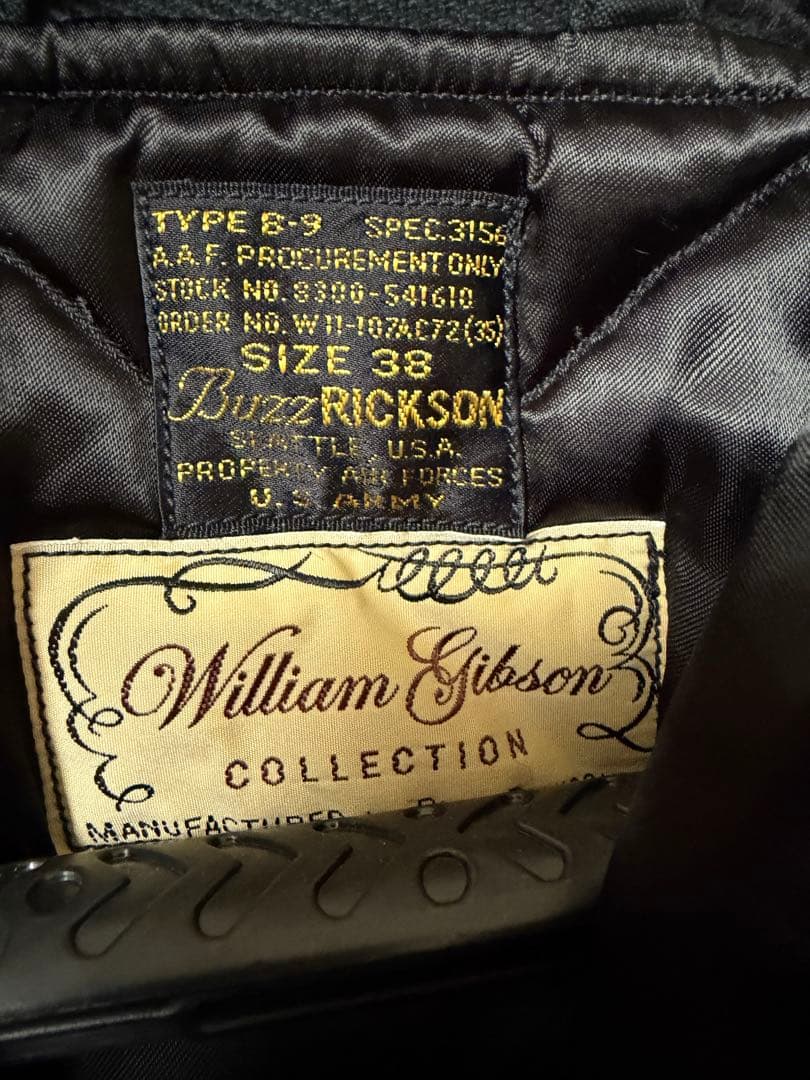 TYPE B-9 SPEC.3156
A.A.F. PROCUREMENT ONLY
STOCK NO. 8300-541610
ORDER NO. W11-107AC72(35)
SIZE 38
Buzz RICKSON
SEATTLE, U.S.A.
PROPERTY AIR FORCES
U.S. ARMY
William Gibson
COLLECTION
MANUFACTURED